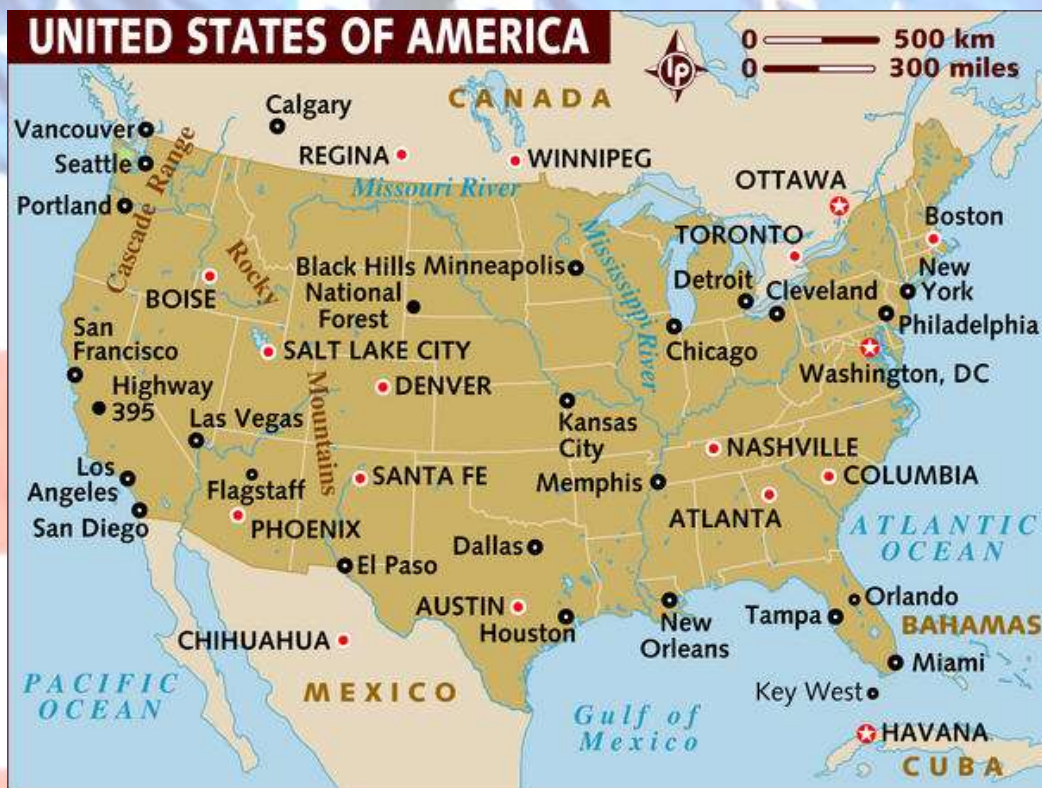 UNITED STATES OF AMERICA
lp
0 500 km
0 300 miles
CANADA
Calgary
Vancouver
REGINA
WINNIPEG
Seattle
Cascade Range
Missouri River
OTTAWA
Portland
Boston
TORONTO
Rocky
Mountains
Black Hills
National
Forest
Minneapolis
Mississippi River
Detroit
Cleveland
New
York
BOISE
Philadelphia
San
Francisco
SALT LAKE CITY
Chicago
Washington, DC
Highway
395
DENVER
Las Vegas
Kansas
City
NASHVILLE
Los
Angeles
Flagstaff
SANTA FE
Memphis
COLUMBIA
San Diego
PHOENIX
ATLANTA
ATLANTIC
OCEAN
El Paso
Dallas
AUSTIN
Houston
New
Orleans
Tampa
Orlando
BAHAMAS
CHIHUAHUA
Miami
PACIFIC
OCEAN
MEXICO
Gulf of
Mexico
Key West
HAVANA
CUBA